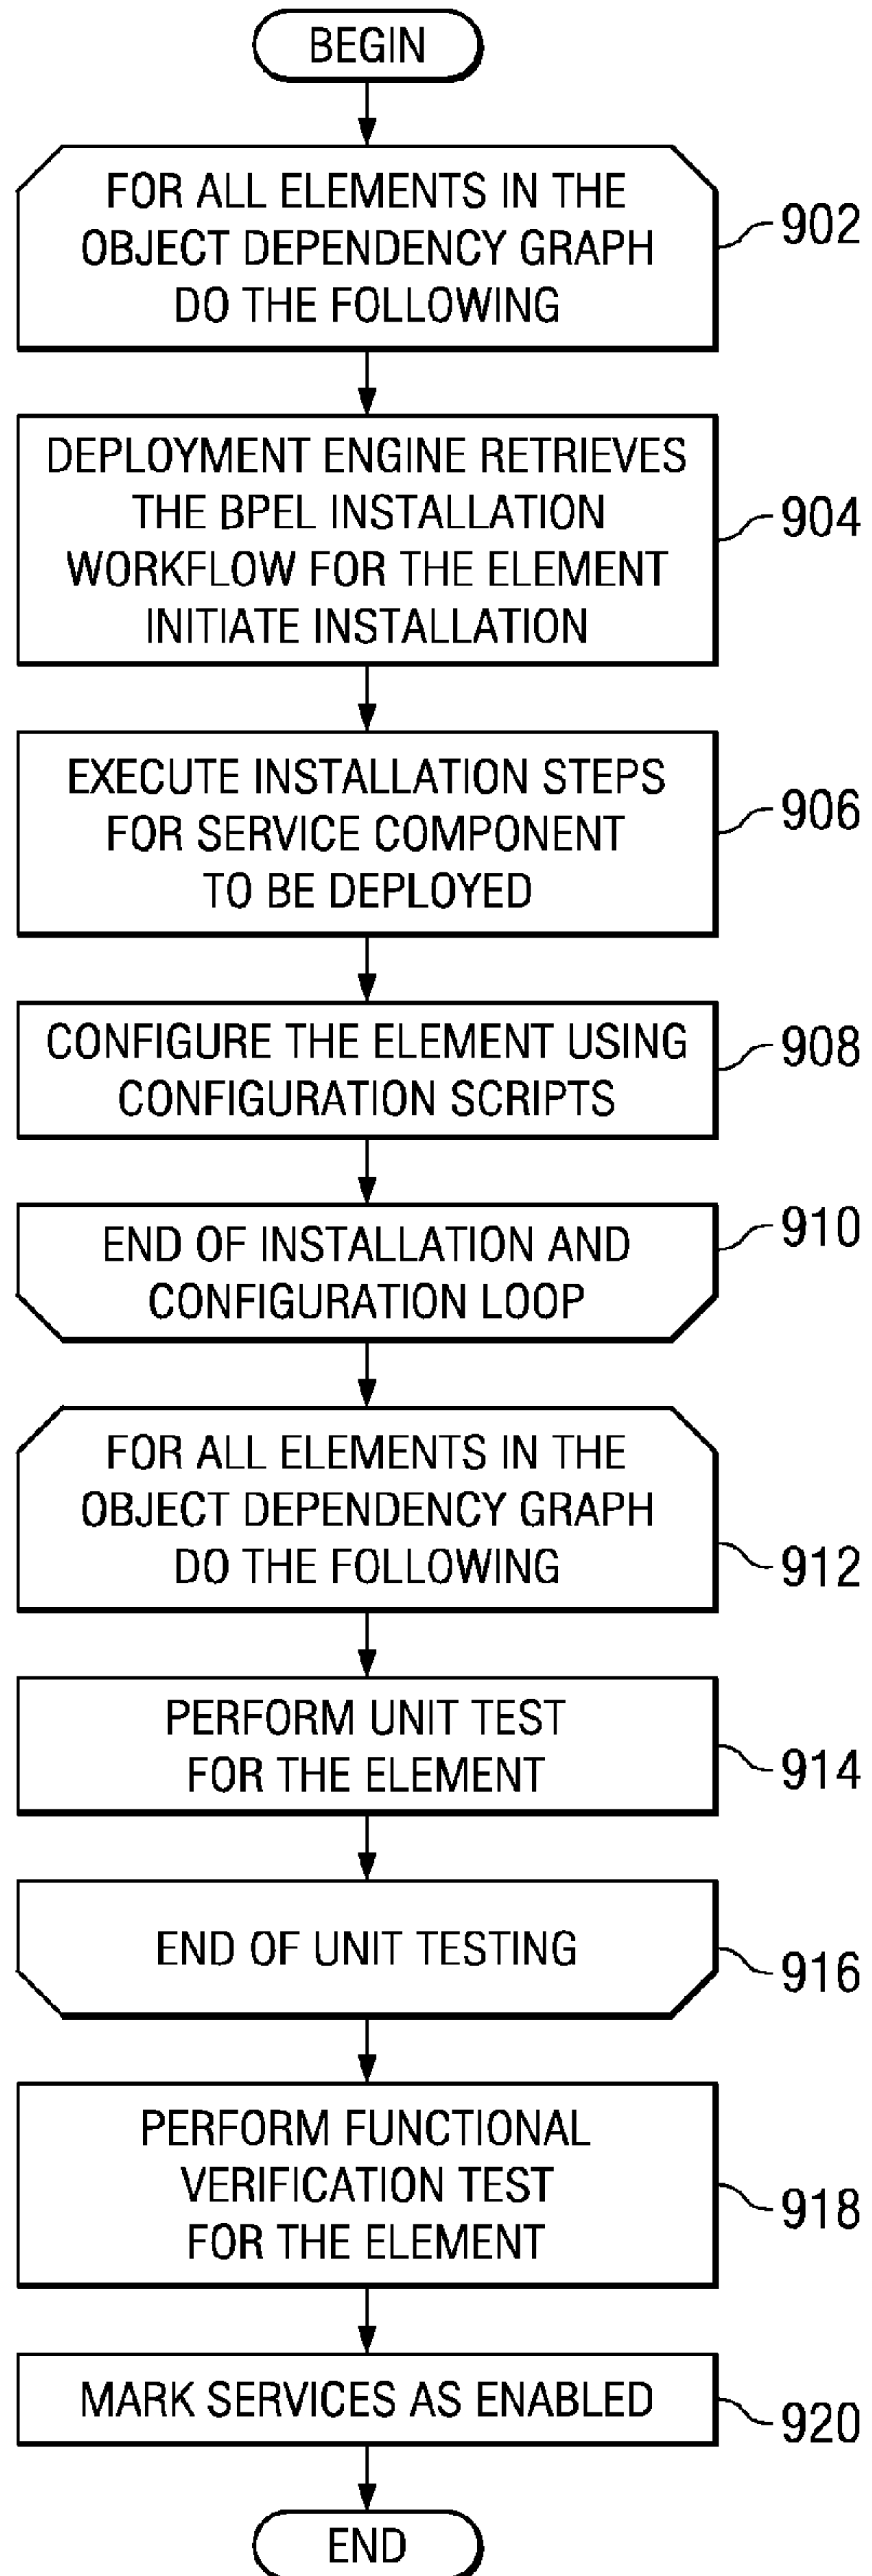 BEGIN
FOR ALL ELEMENTS IN THE
OBJECT DEPENDENCY GRAPH
DO THE FOLLOWING
902
DEPLOYMENT ENGINE RETRIEVES
THE BPEL INSTALLATION
WORKFLOW FOR THE ELEMENT
INITIATE INSTALLATION
904
EXECUTE INSTALLATION STEPS
FOR SERVICE COMPONENT
TO BE DEPLOYED
906
CONFIGURE THE ELEMENT USING
CONFIGURATION SCRIPTS
908
END OF INSTALLATION AND
CONFIGURATION LOOP
910
FOR ALL ELEMENTS IN THE
OBJECT DEPENDENCY GRAPH
DO THE FOLLOWING
912
PERFORM UNIT TEST
FOR THE ELEMENT
914
END OF UNIT TESTING
916
PERFORM FUNCTIONAL
VERIFICATION TEST
FOR THE ELEMENT
918
MARK SERVICES AS ENABLED
920
END